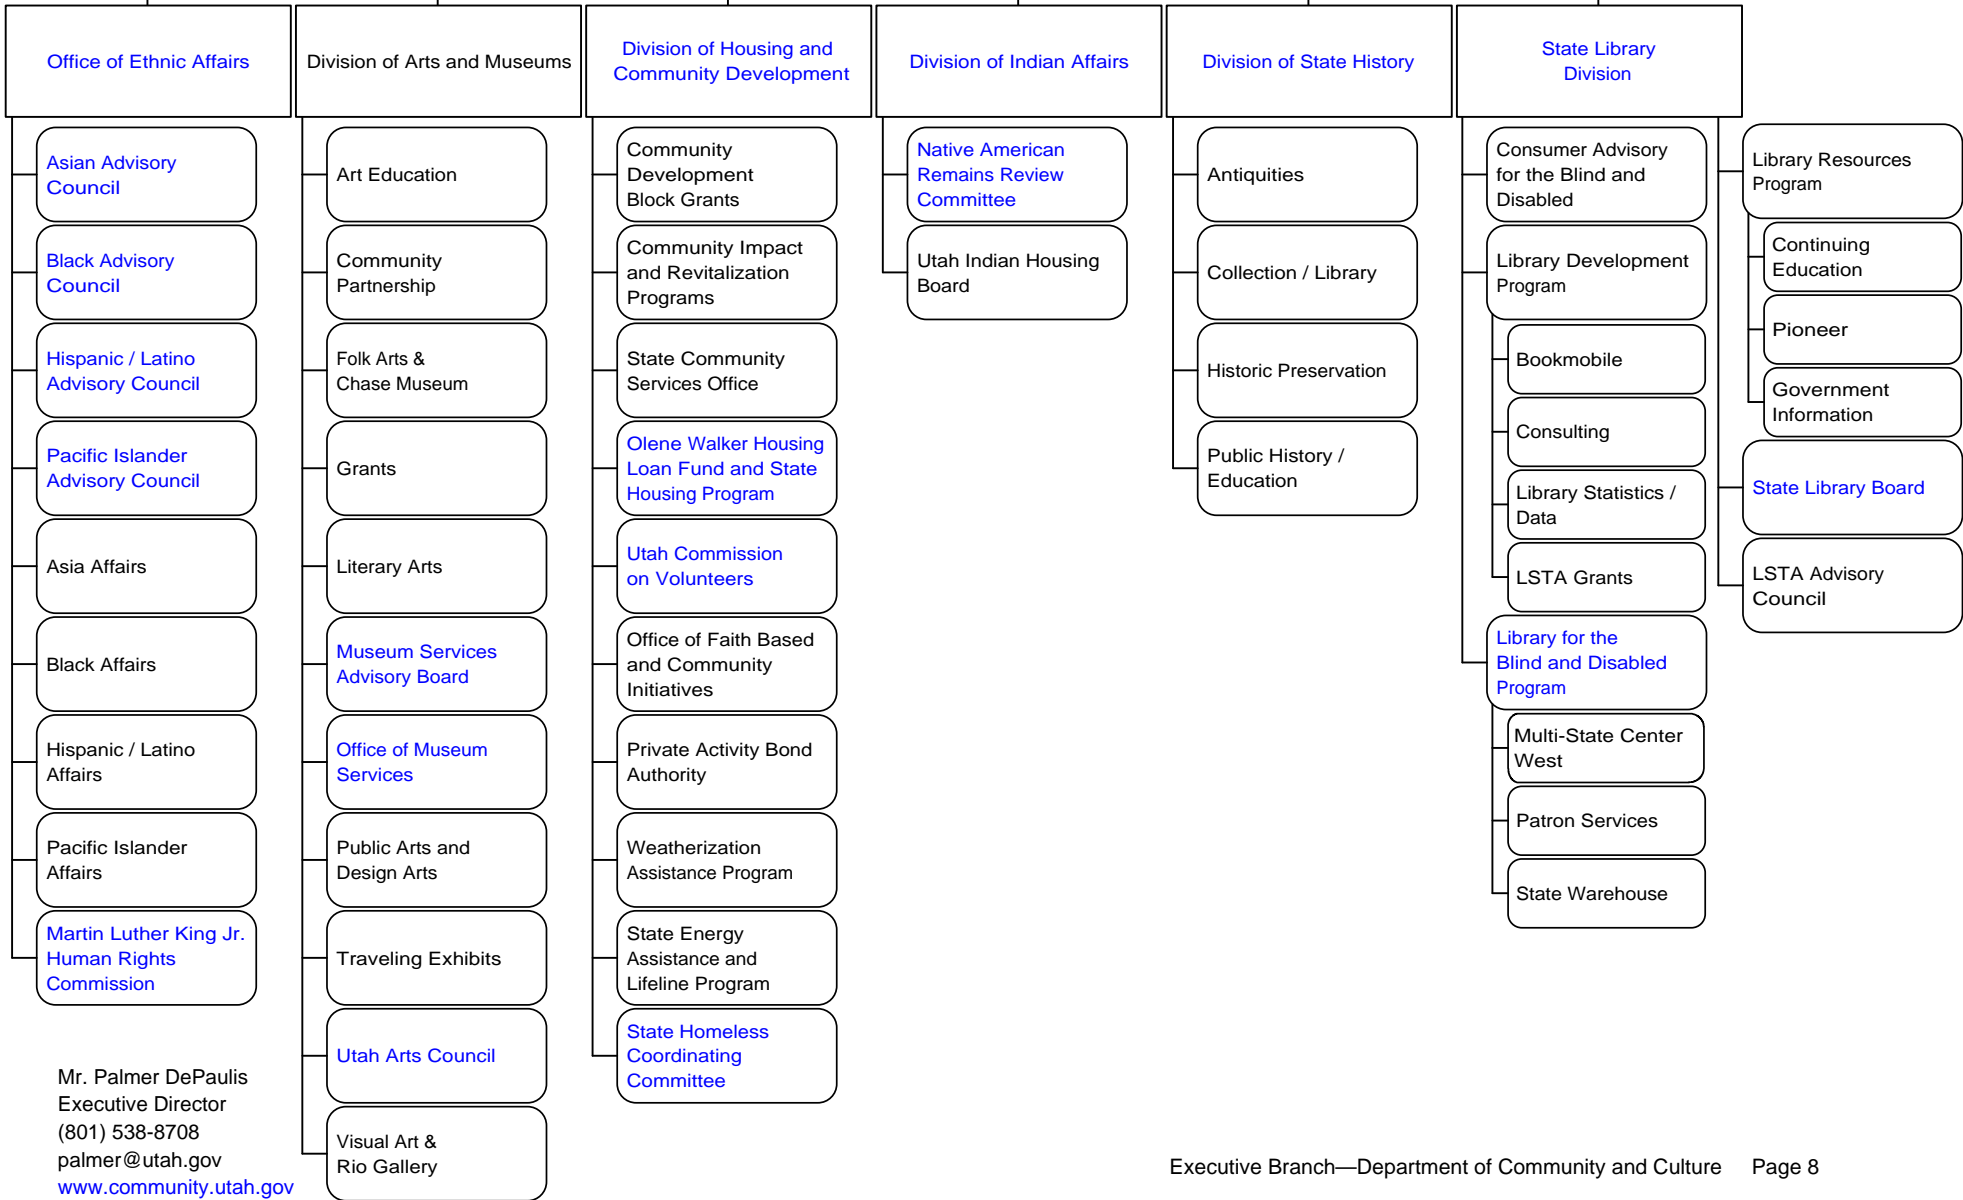 Office of Ethnic Affairs
Division of Arts and Museums
Division of Housing and
Community Development
Division of Indian Affairs
Division of State History
State Library
Division
Asian Advisory
Council
Black Advisory
Council
Hispanic / Latino
Advisory Council
Pacific Islander
Advisory Council
Asia Affairs
Black Affairs
Hispanic / Latino
Affairs
Pacific Islander
Affairs
Martin Luther King Jr.
Human Rights
Commission
Art Education
Community
Partnership
Folk Arts &
Chase Museum
Grants
Literary Arts
Museum Services
Advisory Board
Office of Museum
Services
Public Arts and
Design Arts
Traveling Exhibits
Utah Arts Council
Visual Art &
Rio Gallery
Community
Development
Block Grants
Community Impact
and Revitalization
Programs
State Community
Services Office
Olene Walker Housing
Loan Fund and State
Housing Program
Utah Commission
on Volunteers
Office of Faith Based
and Community
Initiatives
Private Activity Bond
Authority
Weatherization
Assistance Program
State Energy
Assistance and
Lifeline Program
State Homeless
Coordinating
Committee
Native American
Remains Review
Committee
Utah Indian Housing
Board
Antiquities
Collection / Library
Historic Preservation
Public History /
Education
Consumer Advisory
for the Blind and
Disabled
Library Development
Program
Bookmobile
Consulting
Library Statistics /
Data
LSTA Grants
Library for the
Blind and Disabled
Program
Multi-State Center
West
Patron Services
State Warehouse
Library Resources
Program
Continuing
Education
Pioneer
Government
Information
State Library Board
LSTA Advisory
Council
Mr. Palmer DePaulis
Executive Director
(801) 538-8708
palmer@utah.gov
www.community.utah.gov
Executive Branch—Department of Community and Culture Page 8